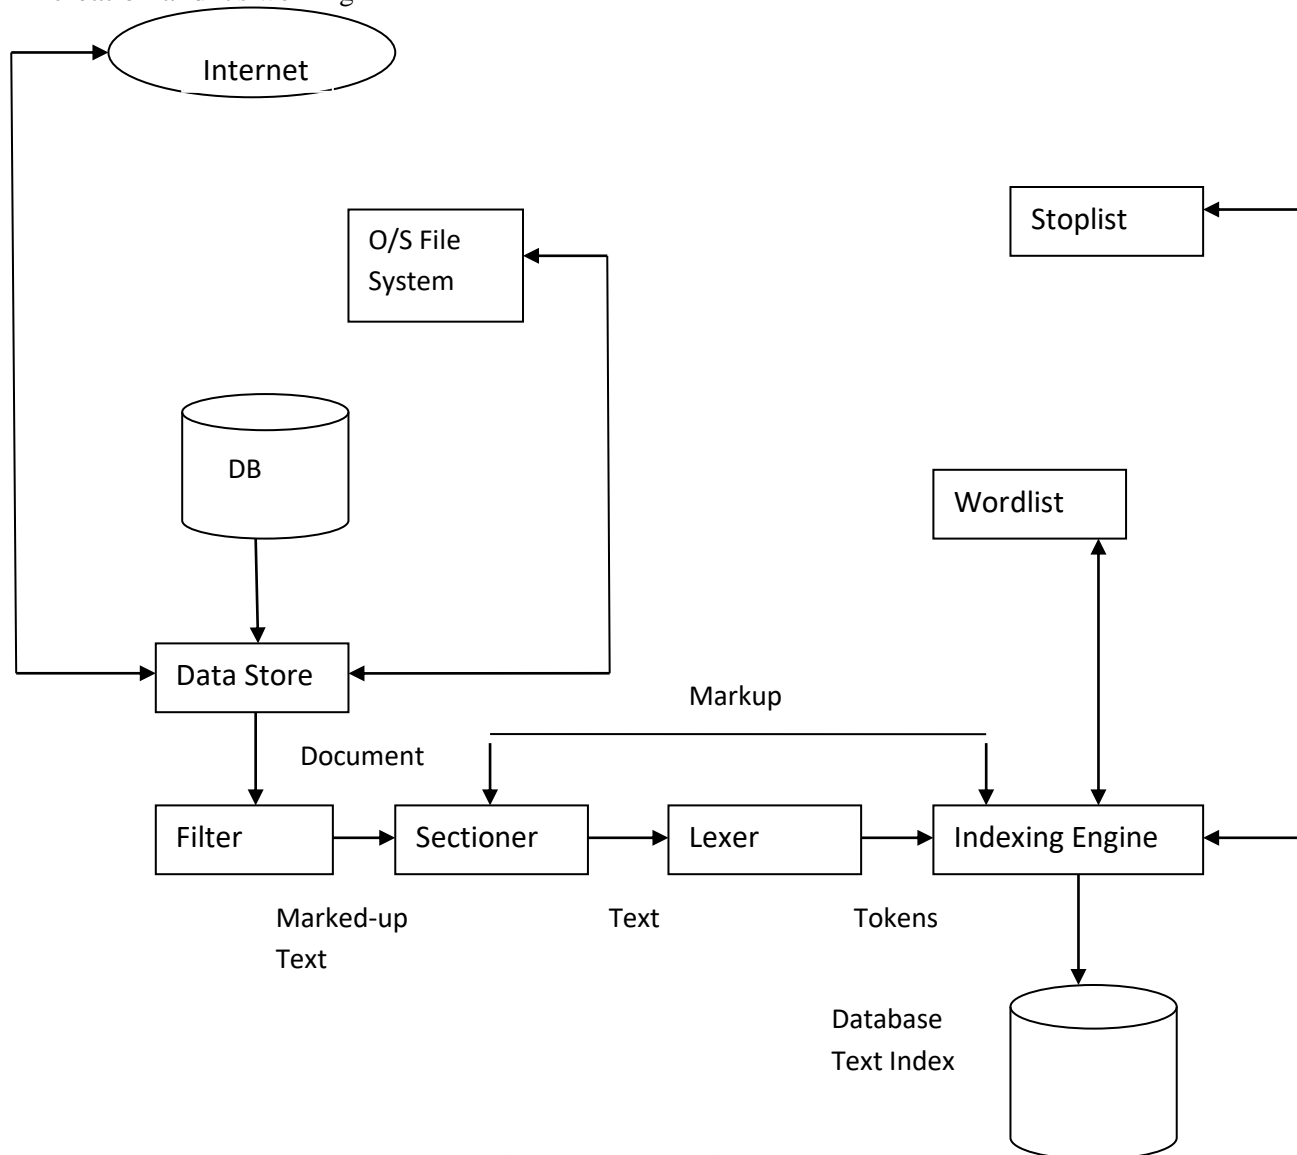 Internet
O/S File
System
Stoplist
DB
Wordlist
Data Store
Markup
Document
Filter
Sectioner
Lexer
Indexing Engine
Marked-up
Text
Text
Tokens
Database
Text Index